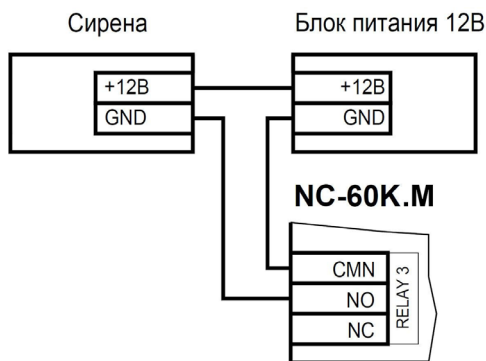 Сирена
Блок питания 12В
+12В
+12В
GND
GND
NC-60K.M
CMN
NO
NC
RELAY 3